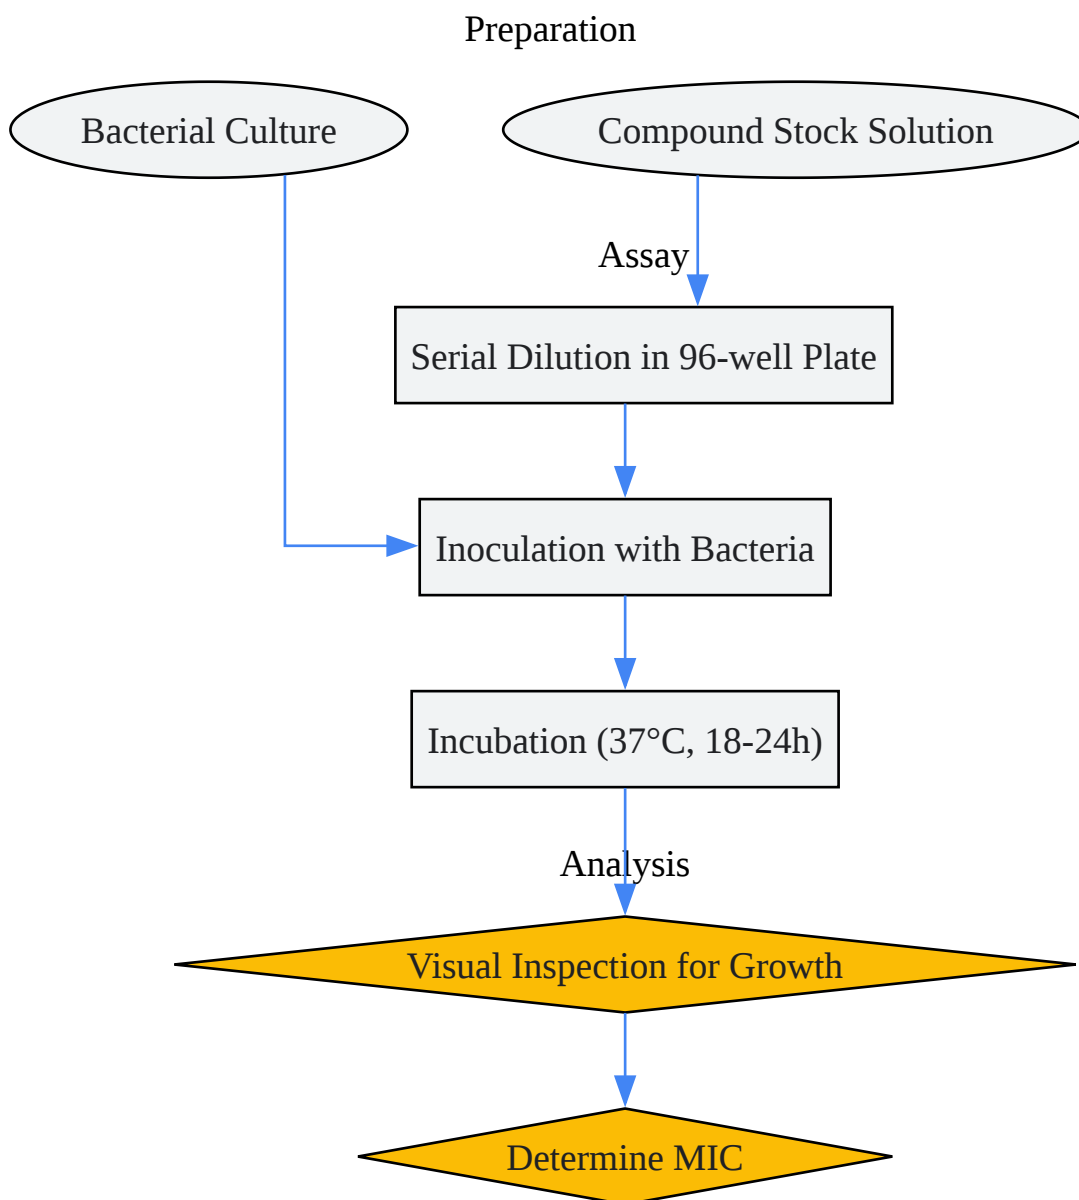 Preparation
Bacterial Culture
Compound Stock Solution
Assay
Serial Dilution in 96-well Plate
Inoculation with Bacteria
Incubation (37°C, 18-24h)
Analysis
Visual Inspection for Growth
Determine MIC